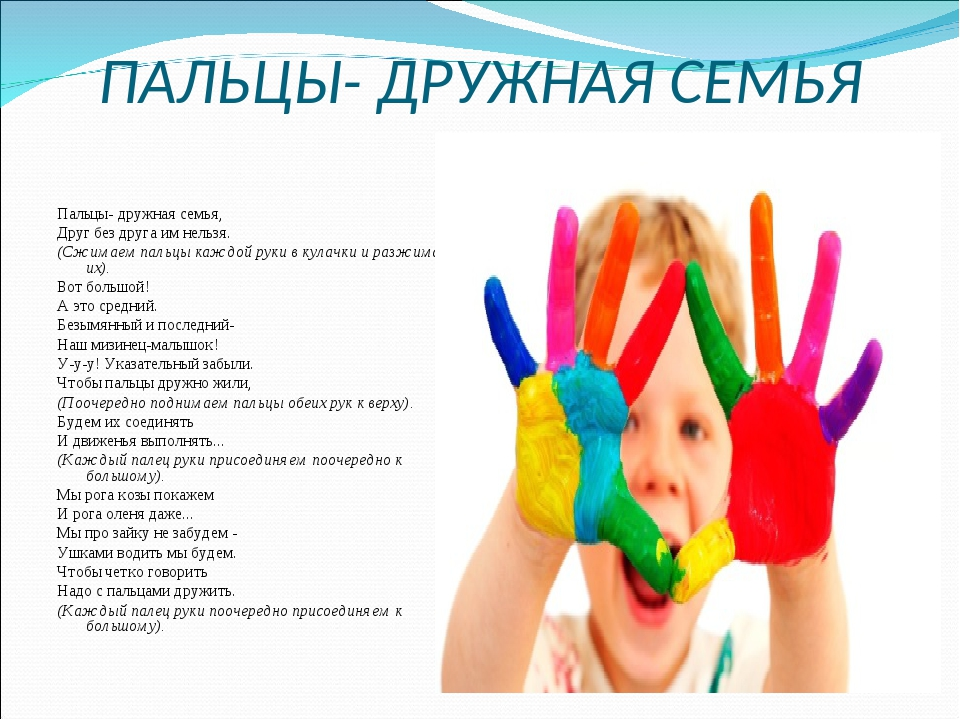 ПАЛЬЦЫ- ДРУЖНАЯ СЕМЬЯ
Пальцы- дружная семья,
Друг без друга им нельзя.
(Сжимаем пальцы каждой руки в кулачки и разжима
их).
Вот большой!
А это средний.
Безымянный и последний-
Наш мизинец-малышок!
У-у-у! Указательный забыли.
Чтобы пальцы дружно жили,
(Поочередно поднимаем пальцы обеих рук к верху).
Будем их соединять
И движенья выполнять...
(Каждый палец руки присоединяем поочередно к
большому).
Мы рога козы покажем
И рога оленя даже...
Мы про зайку не забудем -
Ушками водить мы будем.
Чтобы четко говорить
Надо с пальцами дружить.
(Каждый палец руки поочередно присоединяем к
большому).